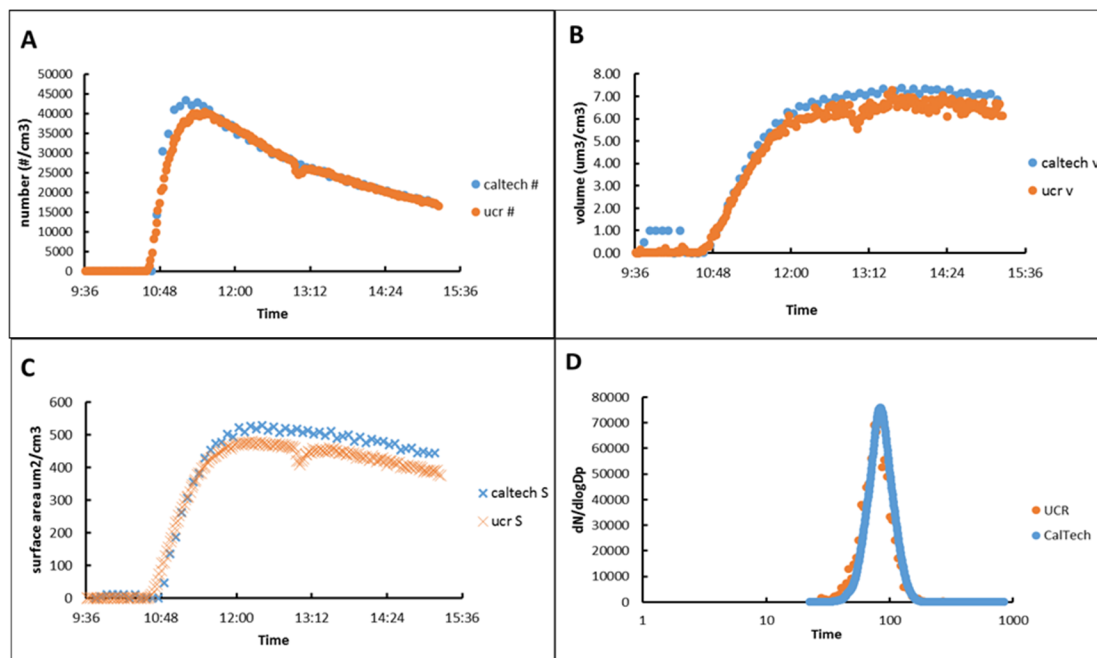 A
number (#/cm3)
50000
45000
40000
35000
30000
25000
20000
15000
10000
5000
0
9:36 10:48 12:00 13:12 14:24 15:36
Time
caltech #
ucr #
B
volume (um3/cm3)
8.00
7.00
6.00
5.00
4.00
3.00
2.00
1.00
0.00
9:36 10:48 12:00 13:12 14:24 15:36
Time
caltech v
ucr v
C
surface area um2/cm3
600
500
400
300
200
100
0
9:36 10:48 12:00 13:12 14:24 15:36
Time
caltech S
ucr S
D
dN/dlogDp
80000
70000
60000
50000
40000
30000
20000
10000
0
1 10 100 1000
Time
UCR
CalTech